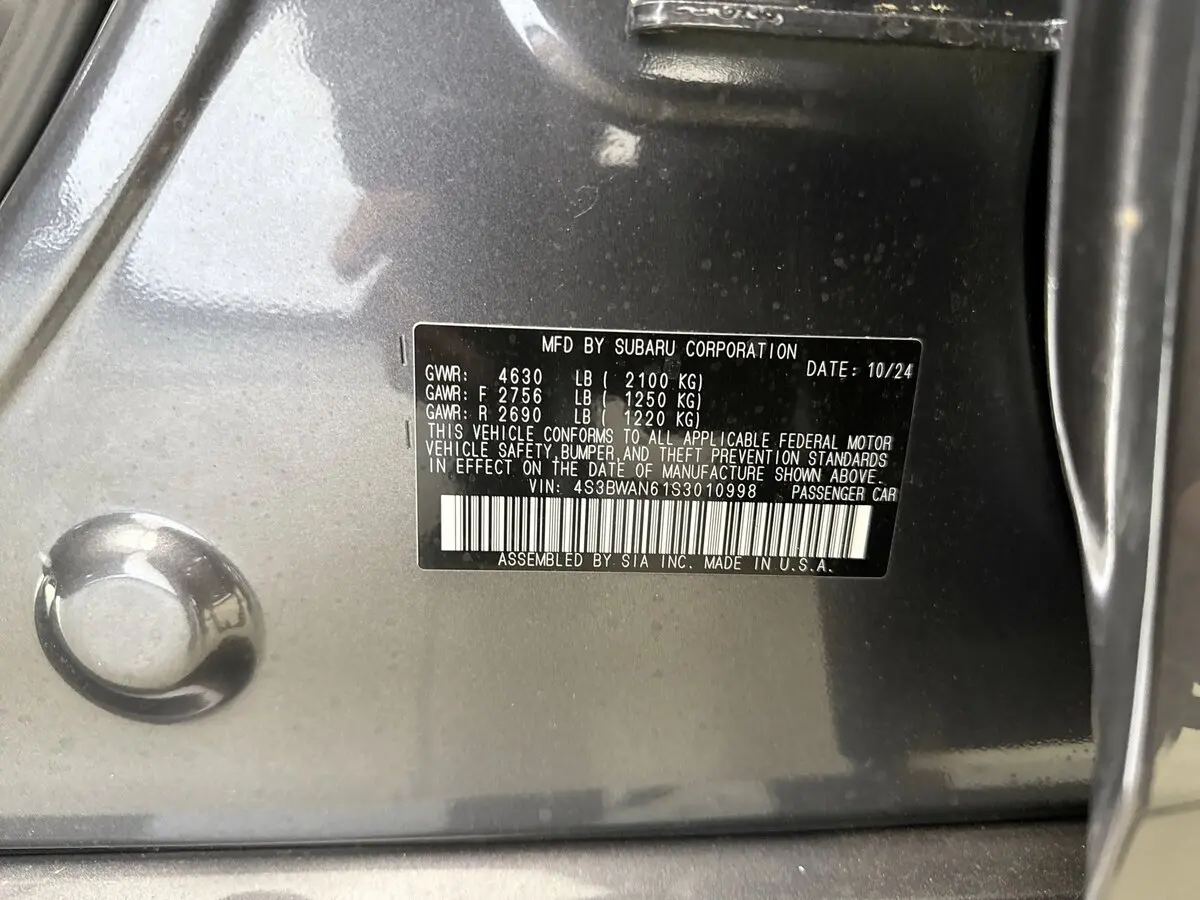 MFD BY SUBARU CORPORATION
DATE: 10/24
GVWR: 4630 LB ( 2100 KG)
GAWR: F 2756 LB ( 1250 KG)
GAWR: R 2690 LB ( 1220 KG)
THIS VEHICLE CONFORMS TO ALL APPLICABLE FEDERAL MOTOR
VEHICLE SAFETY,BUMPER,AND THEFT PREVENTION STANDARDS
IN EFFECT ON THE DATE OF MANUFACTURE SHOWN ABOVE.
VIN: 4S3BWAN61S3010998 PASSENGER CAR
ASSEMBLED BY SIA INC. MADE IN U.S.A.